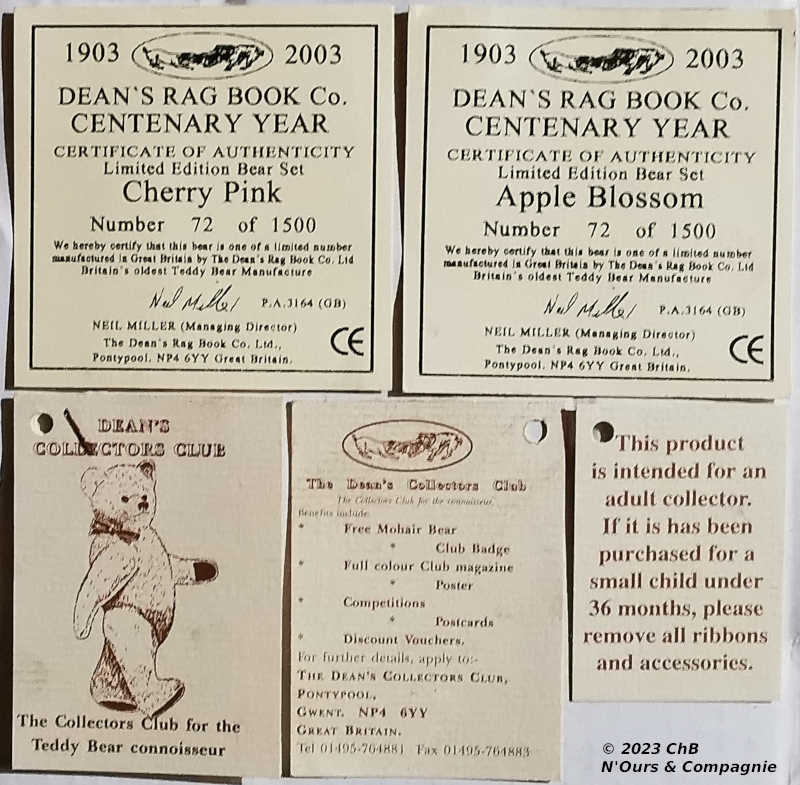 1903 2003
DEAN`S RAG BOOK Co.
CENTENARY YEAR
CERTIFICATE OF AUTHENTICITY
Limited Edition Bear Set
Cherry Pink
Number 72 of 1500
We hereby certify that this bear is one of a limited number
manufactured in Great Britain by The Dean`s Rag Book Co. Ltd
Britain`s oldest Teddy Bear Manufacture
Neil Miller P.A.3164 (GB)
NEIL MILLER (Managing Director)
The Dean`s Rag Book Co. Ltd.,
Pontypool. NP4 6YY Great Britain.
CE
1903 2003
DEAN`S RAG BOOK Co.
CENTENARY YEAR
CERTIFICATE OF AUTHENTICITY
Limited Edition Bear Set
Apple Blossom
Number 72 of 1500
We hereby certify that this bear is one of a limited number
manufactured in Great Britain by The Dean`s Rag Book Co. Ltd
Britain`s oldest Teddy Bear Manufacture
Neil Miller P.A.3164 (GB)
NEIL MILLER (Managing Director)
The Dean`s Rag Book Co. Ltd.,
Pontypool. NP4 6YY Great Britain.
CE
DEAN'S
COLLECTORS CLUB
The Collectors Club for the
Teddy Bear connoisseur
The Dean's Collectors Club
The Collectors Club for the connoisseur.
Benefits include:
* Free Mohair Bear
* Club Badge
* Full colour Club magazine
* Poster
* Competitions
* Postcards
* Discount Vouchers.
For further details, apply to:-
THE DEAN'S COLLECTORS CLUB,
PONTYPOOL,
GWENT. NP4 6YY
GREAT BRITAIN.
Tel 01495-764881 Fax 01495-764883
This product
is intended for an
adult collector.
If it is has been
purchased for a
small child under
36 months, please
remove all ribbons
and accessories.
© 2023 ChB
N'Ours & Compagnie